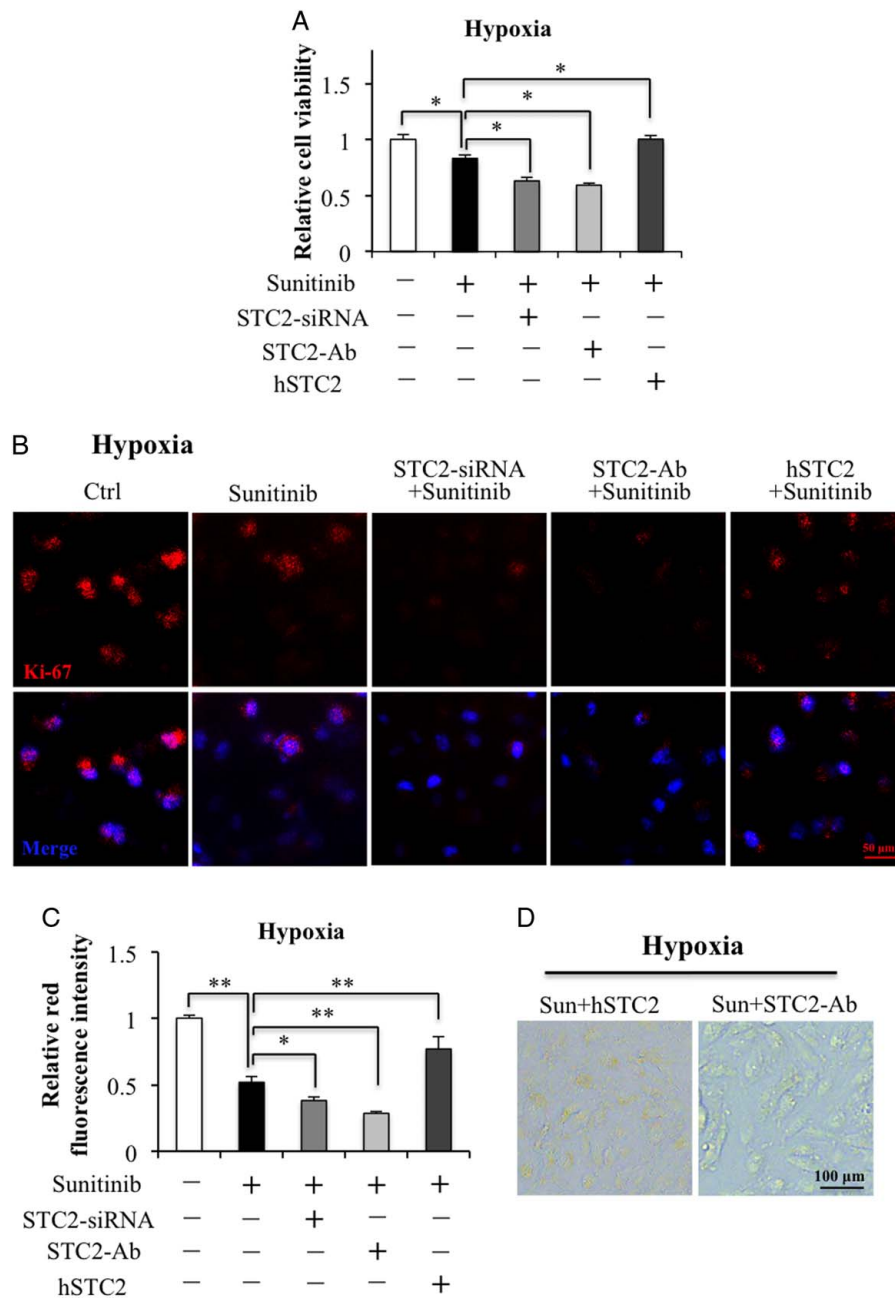 A
Hypoxia
Relative cell viability
1.5
1
0.5
0
*
*
*
*
Sunitinib − + + + +
STC2-siRNA − − + − −
STC2-Ab − − − + −
hSTC2 − − − − +
B
Hypoxia
Ctrl
Sunitinib
STC2-siRNA
+Sunitinib
STC2-Ab
+Sunitinib
hSTC2
+Sunitinib
Ki-67
Merge
50 μm
C
Hypoxia
Relative red
fluorescence intensity
1.5
1
0.5
0
**
**
**
*
Sunitinib − + + + +
STC2-siRNA − − + − −
STC2-Ab − − − + −
hSTC2 − − − − +
D
Hypoxia
Sun+hSTC2
Sun+STC2-Ab
100 μm